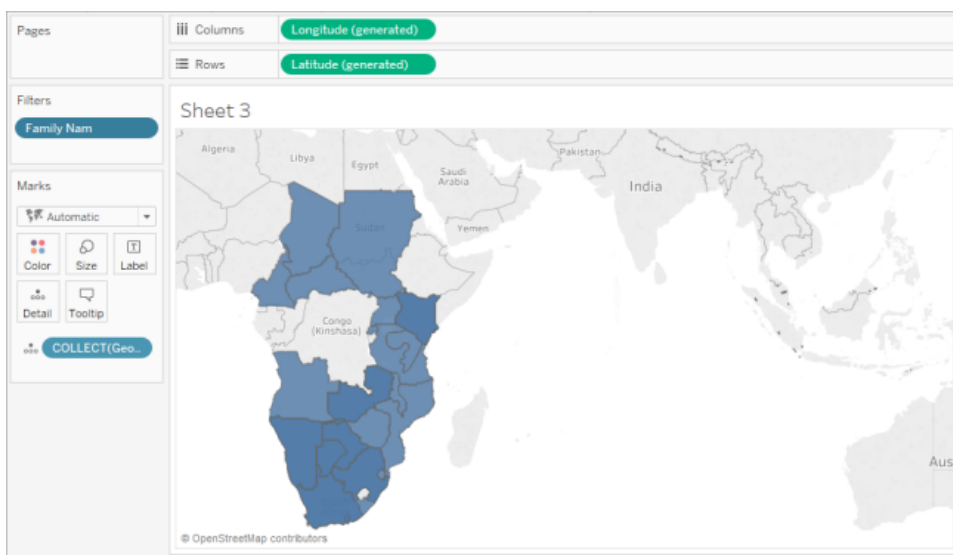 Pages
Columns
Longitude (generated)
Rows
Latitude (generated)
Filters
Family Nam
Marks
Automatic
Color
Size
Label
Detail
Tooltip
COLLECT(Geo..
Sheet 3
Algeria
Libya
Egypt
Saudi
Arabia
Pakistan
India
Sudan
Yemen
Congo
(Kinshasa)
Aus
© OpenStreetMap contributors